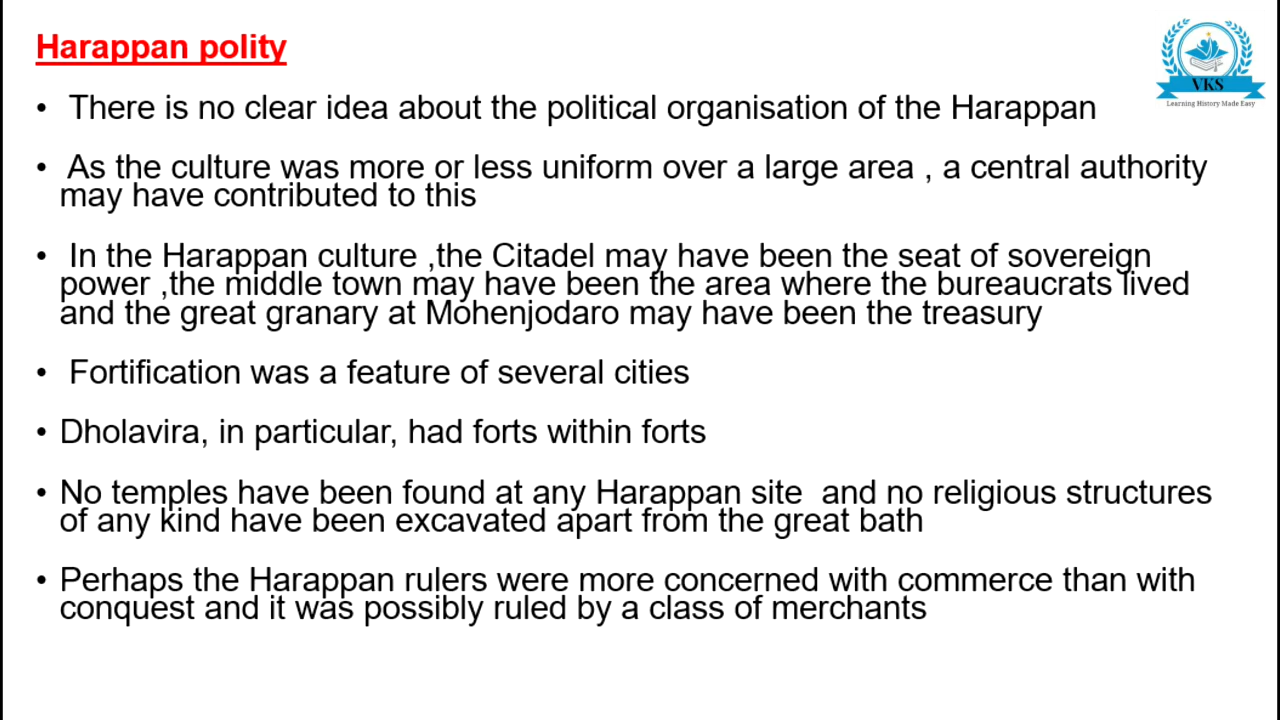 Harappan polity
VKS
Learning History Made Easy
• There is no clear idea about the political organisation of the Harappan
• As the culture was more or less uniform over a large area , a central authority
may have contributed to this
• In the Harappan culture ,the Citadel may have been the seat of sovereign
power ,the middle town may have been the area where the bureaucrats lived
and the great granary at Mohenjodaro may have been the treasury
• Fortification was a feature of several cities
• Dholavira, in particular, had forts within forts
• No temples have been found at any Harappan site  and no religious structures
of any kind have been excavated apart from the great bath
• Perhaps the Harappan rulers were more concerned with commerce than with
conquest and it was possibly ruled by a class of merchants